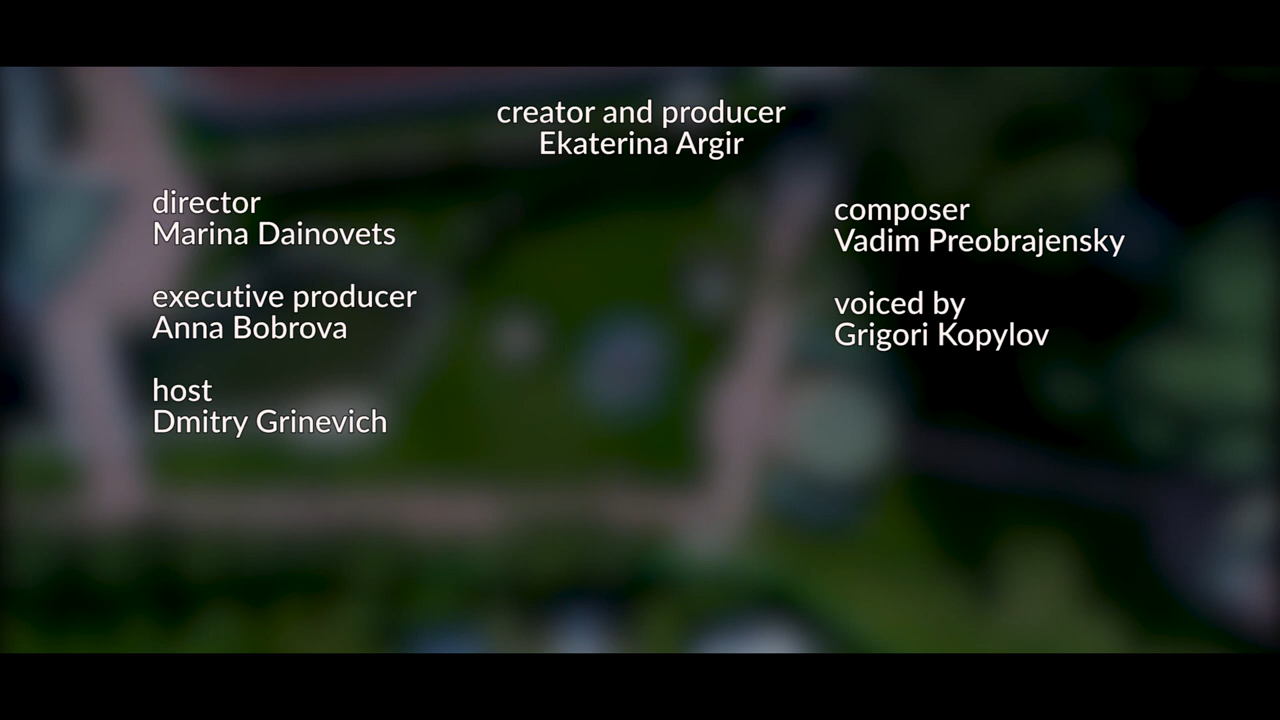 creator and producer
Ekaterina Argir
director
Marina Dainovets
executive producer
Anna Bobrova
host
Dmitry Grinevich
composer
Vadim Preobrajensky
voiced by
Grigori Kopylov